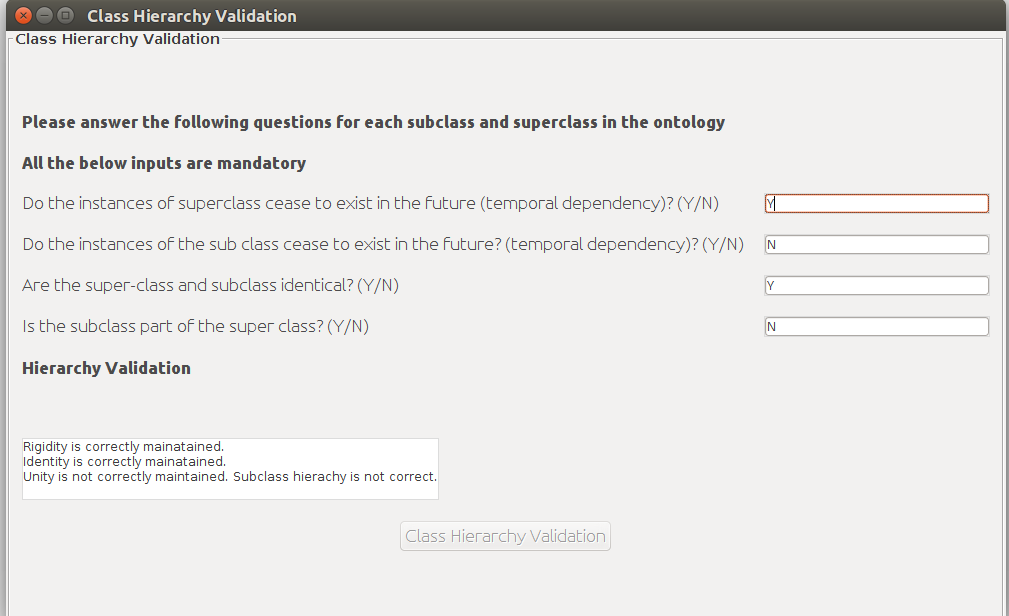 Class Hierarchy Validation
Class Hierarchy Validation
Please answer the following questions for each subclass and superclass in the ontology
All the below inputs are mandatory
Do the instances of superclass cease to exist in the future (temporal dependency)? (Y/N) Y
Do the instances of the sub class cease to exist in the future? (temporal dependency)? (Y/N) N
Are the super-class and subclass identical? (Y/N) Y
Is the subclass part of the super class? (Y/N) N
Hierarchy Validation
Rigidity is correctly mainatained.
Identity is correctly mainatained.
Unity is not correctly maintained. Subclass hierachy is not correct.
Class Hierarchy Validation